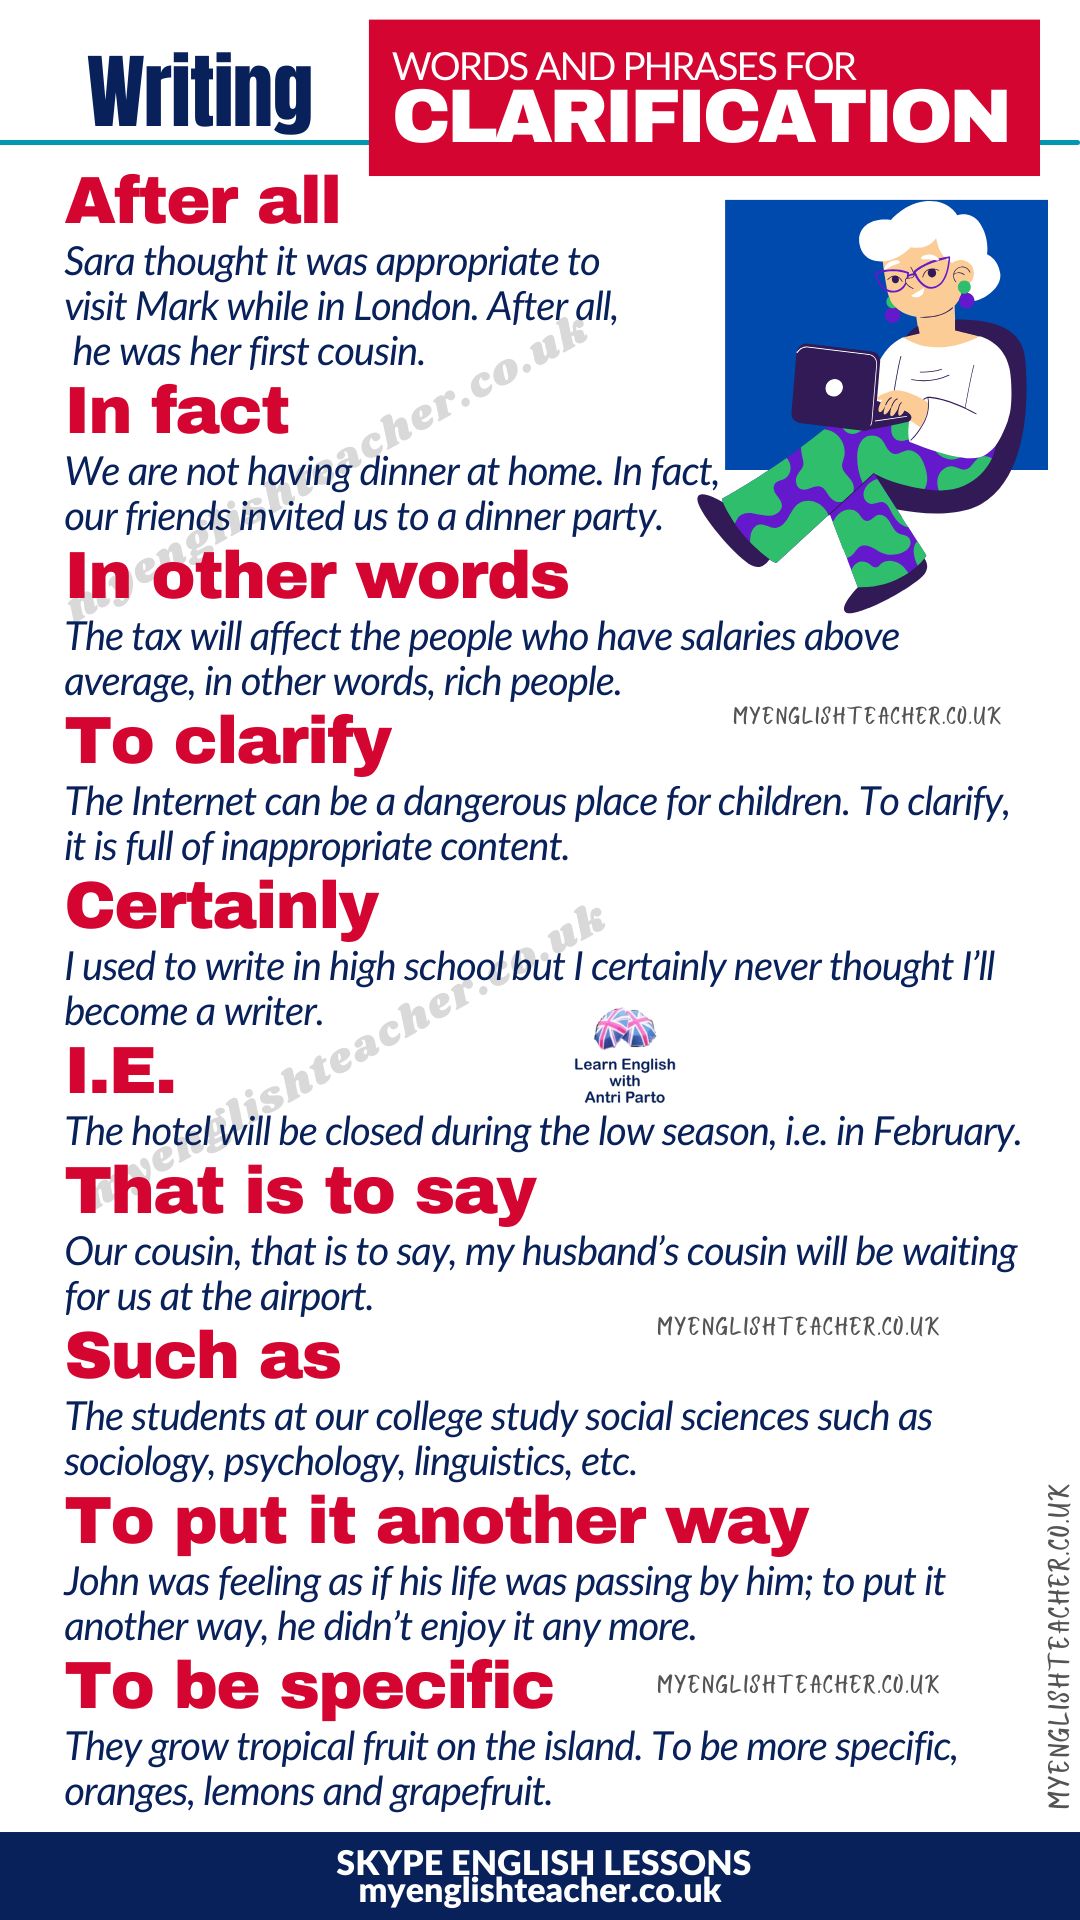 Writing
WORDS AND PHRASES FOR
CLARIFICATION
After all
Sara thought it was appropriate to
visit Mark while in London. After all,
he was her first cousin.
In fact
We are not having dinner at home. In fact,
our friends invited us to a dinner party.
myenglishteacher.co.uk
In other words
The tax will affect the people who have salaries above
average, in other words, rich people.
MYENGLISHTEACHER.CO.UK
To clarify
The Internet can be a dangerous place for children. To clarify,
it is full of inappropriate content.
Certainly
I used to write in high school but I certainly never thought I'll
become a writer.
myenglishteacher.co.uk
Learn English
with
Antri Parto
I.E.
The hotel will be closed during the low season, i.e. in February.
That is to say
Our cousin, that is to say, my husband's cousin will be waiting
for us at the airport.
MYENGLISHTEACHER.CO.UK
Such as
The students at our college study social sciences such as
sociology, psychology, linguistics, etc.
To put it another way
John was feeling as if his life was passing by him; to put it
another way, he didn't enjoy it any more.
MYENGLISHTEACHER.CO.UK
To be specific
They grow tropical fruit on the island. To be more specific,
oranges, lemons and grapefruit.
MYENGLISHTEACHER.CO.UK
SKYPE ENGLISH LESSONS
myenglishteacher.co.uk